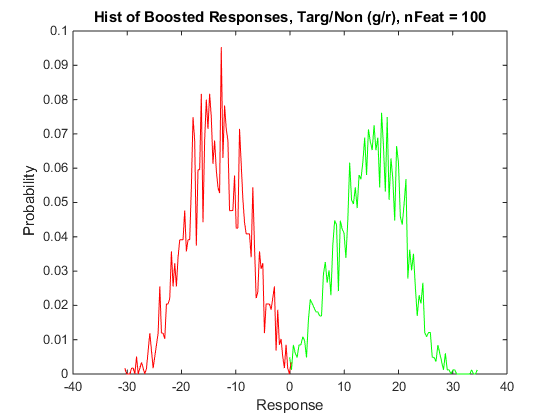 Hist of Boosted Responses, Targ/Non (g/r), nFeat = 100
0.1
0.09
0.08
0.07
0.06
0.05
0.04
0.03
0.02
0.01
0
Probability
-40 -30 -20 -10 0 10 20 30 40
Response